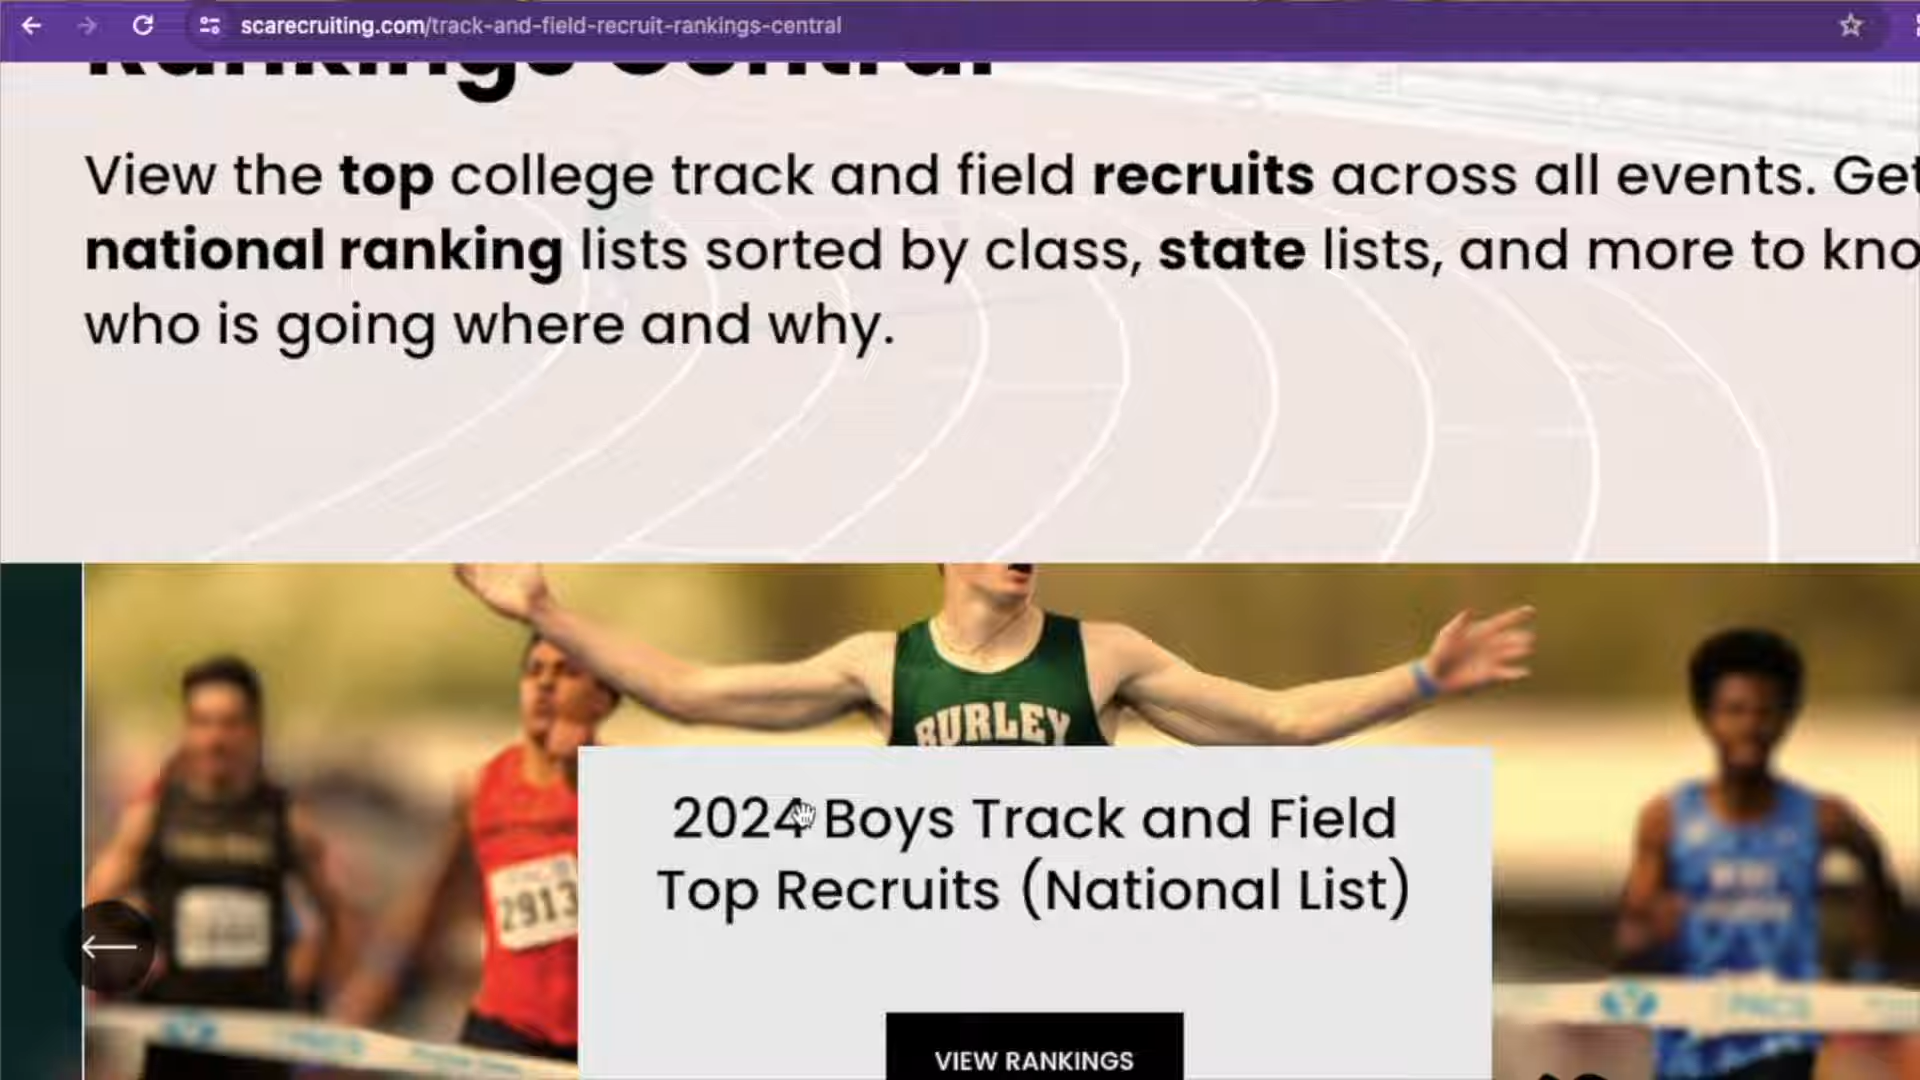 scarecruiting.com/track-and-field-recruit-rankings-central
Rankings Central
View the top college track and field recruits across all events. Get
national ranking lists sorted by class, state lists, and more to kno
who is going where and why.
BURLEY
2913
2024 Boys Track and Field
Top Recruits (National List)
VIEW RANKINGS